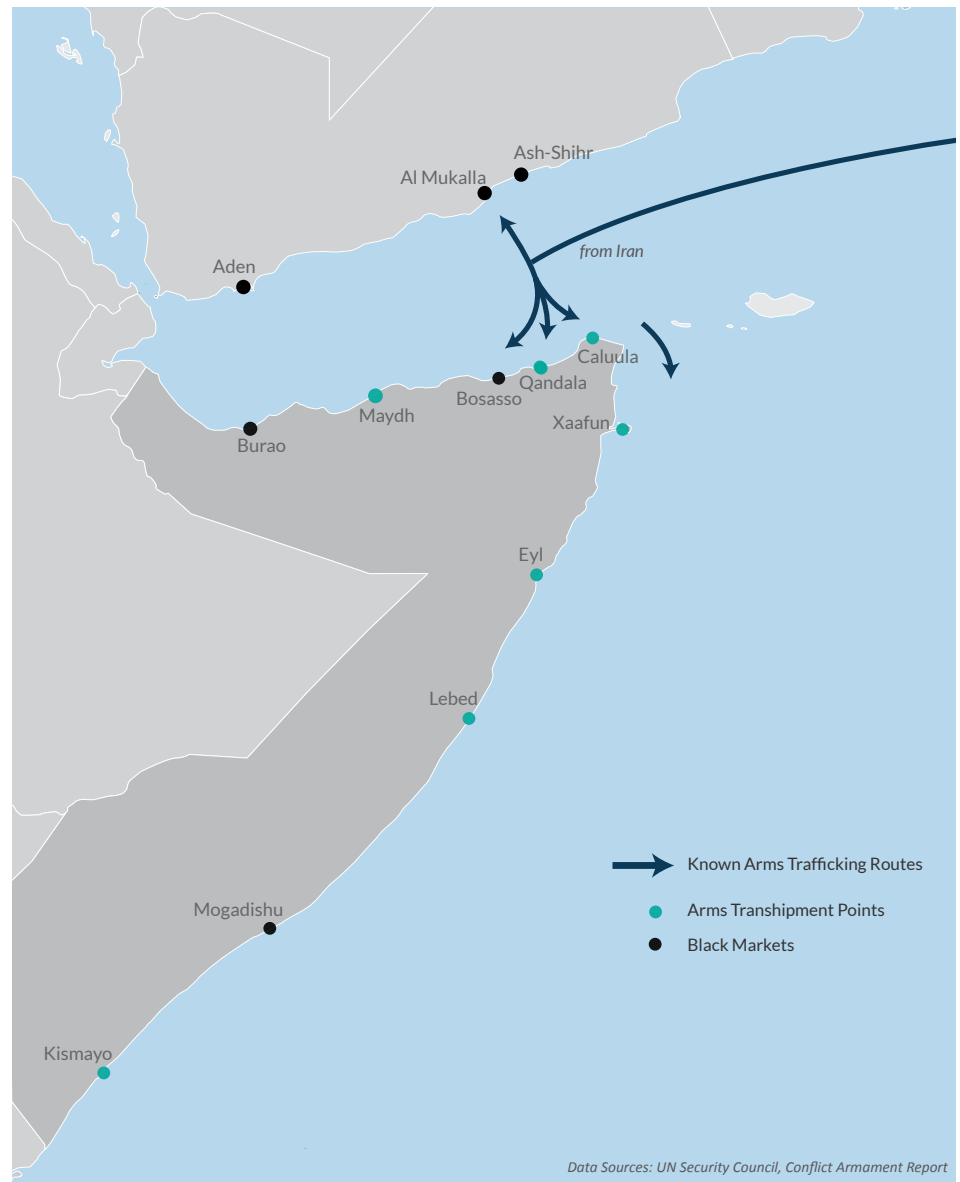 Ash-Shihr
Al Mukalla
from Iran
Aden
Caluula
Qandala
Bosasso
Maydh
Xaafun
Burao
Eyl
Lebed
Known Arms Trafficking Routes
Arms Transhipment Points
Mogadishu
Black Markets
Kismayo
Data Sources: UN Security Council, Conflict Armament Report